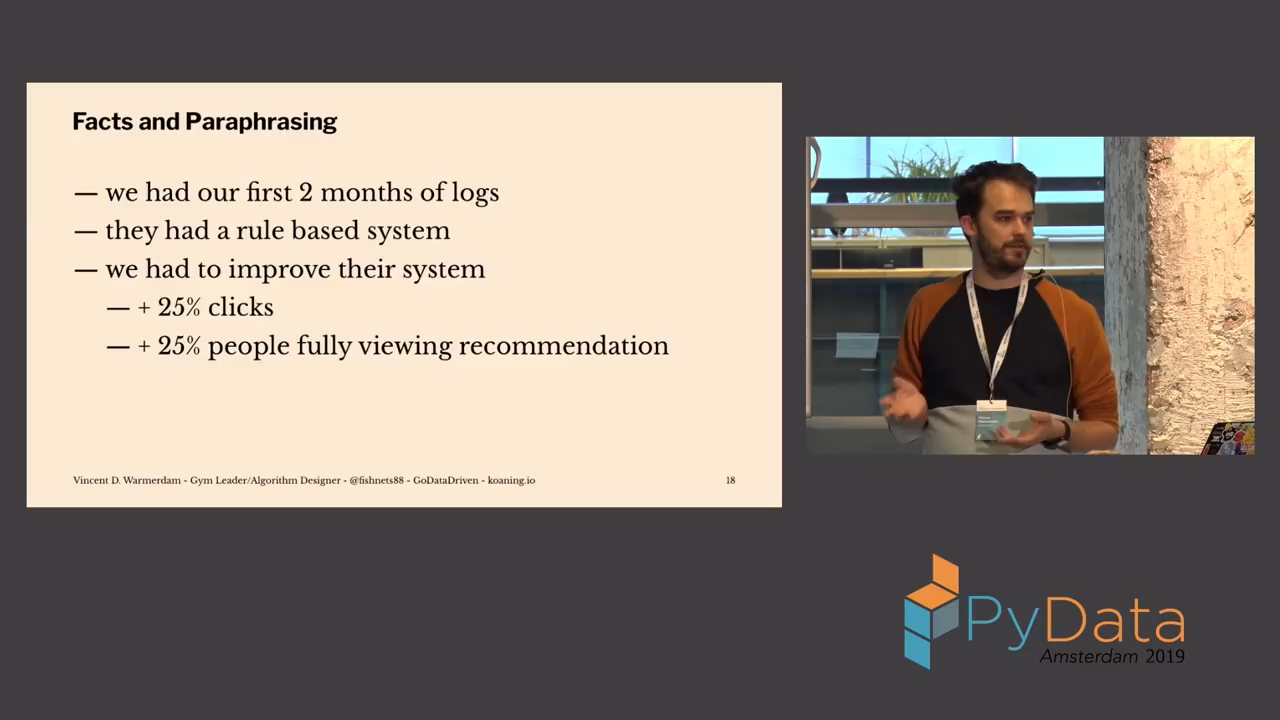 Facts and Paraphrasing
— we had our first 2 months of logs
— they had a rule based system
— we had to improve their system
— + 25% clicks
— + 25% people fully viewing recommendation
Vincent D. Warmerdam - Gym Leader/Algorithm Designer - @fishnets88 - GoDataDriven - koaning.io
18
PyData
Amsterdam 2019